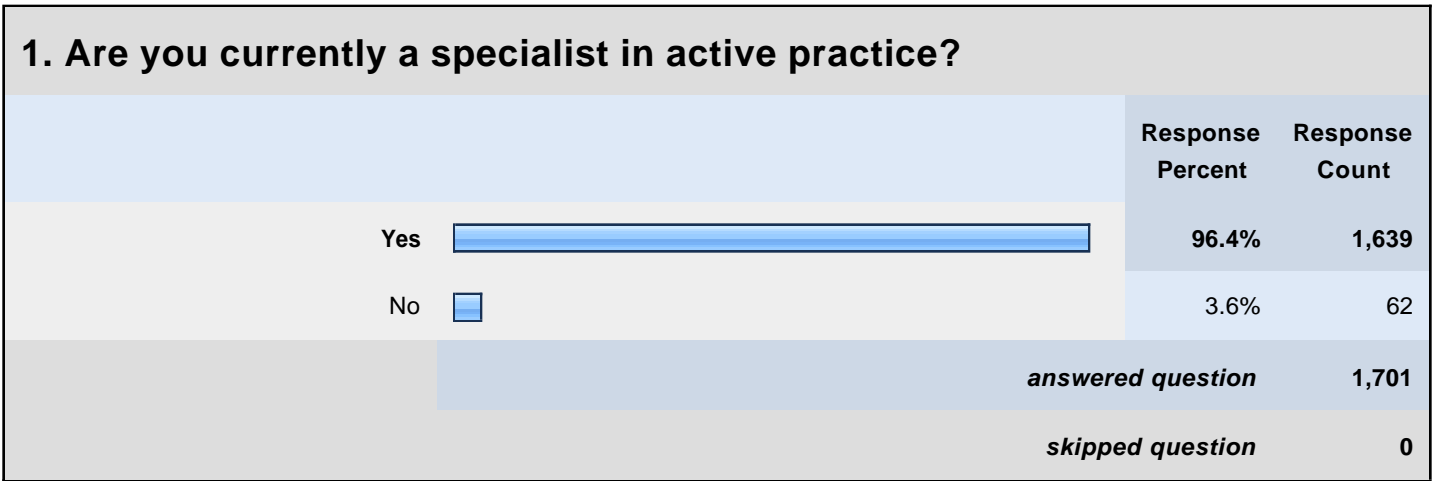 1. Are you currently a specialist in active practice?
Response Percent
Response Count
Yes 96.4% 1,639
No 3.6% 62
answered question 1,701
skipped question 0